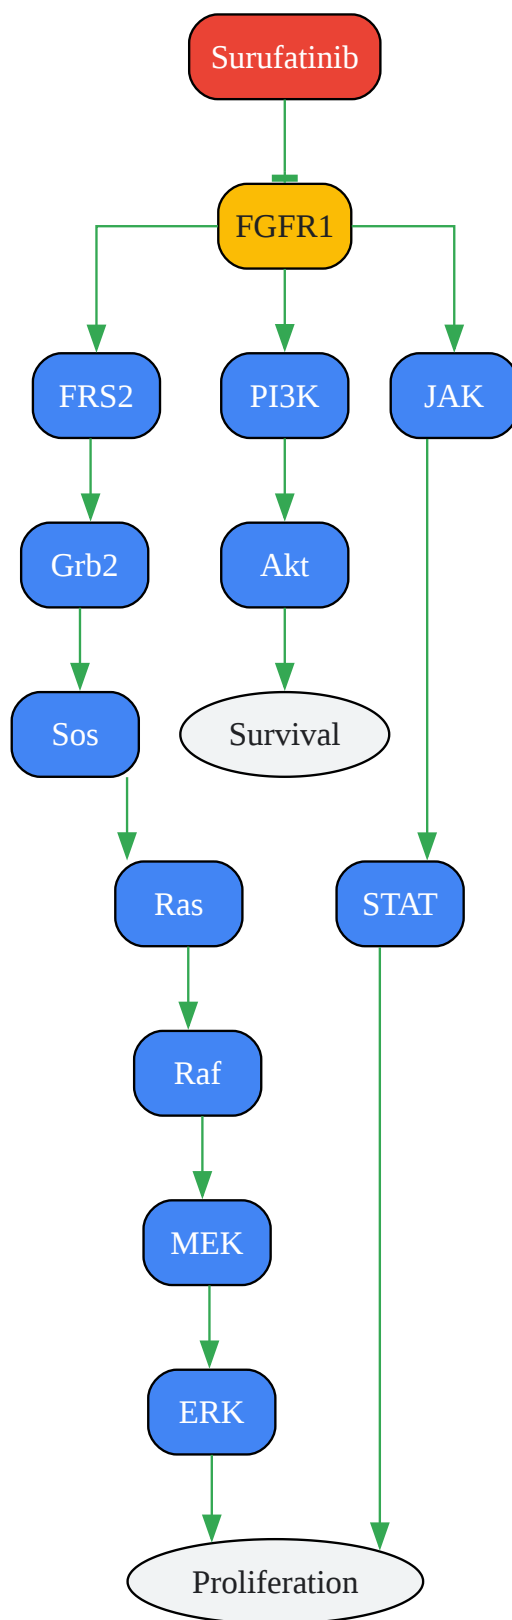 Surufatinib
FGFR1
FRS2
PI3K
JAK
Grb2
Akt
Sos
Survival
Ras
STAT
Raf
MEK
ERK
Proliferation